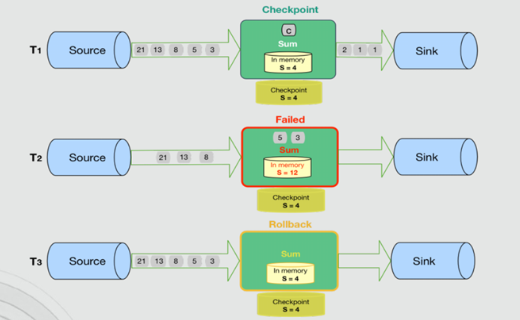 Checkpoint
C
T1
Source
21 13 8 5 3
Sum
In memory
S = 4
2 1 1
Sink
Checkpoint
S = 4
Failed
5 3
T2
Source
21 13 8
Sum
In memory
S = 12
Sink
Checkpoint
S = 4
Rollback
T3
Source
21 13 8 5 3
Sum
In memory
S = 4
Sink
Checkpoint
S = 4